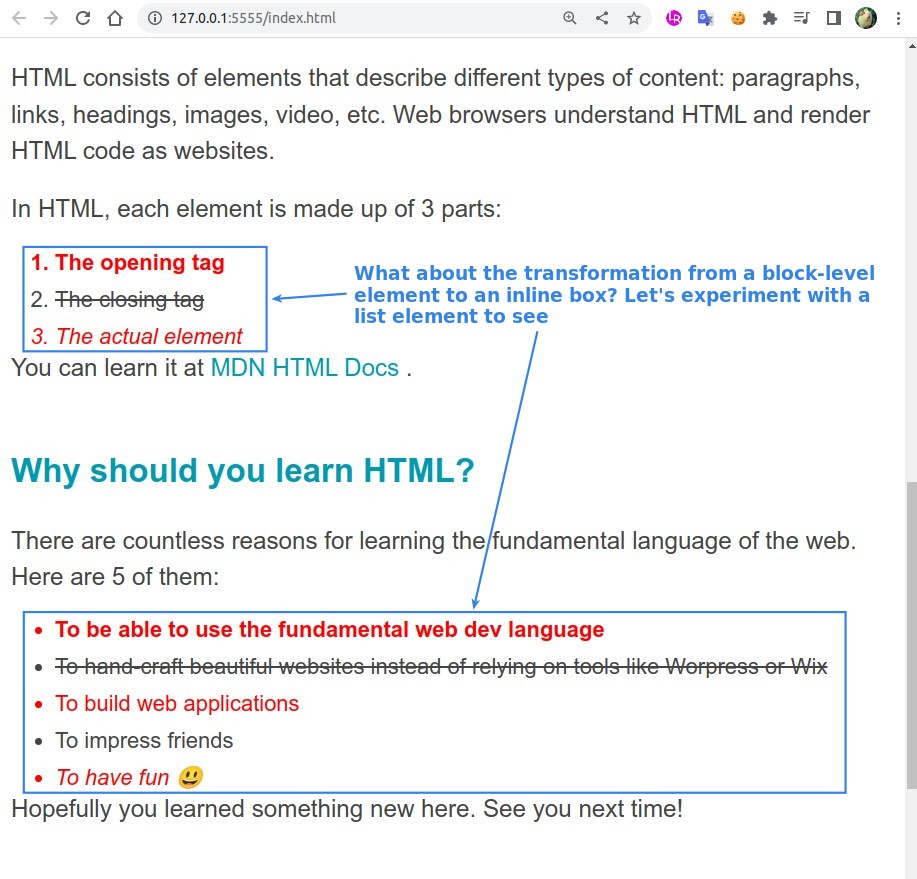 127.0.0.1:5555/index.html
HTML consists of elements that describe different types of content: paragraphs,
links, headings, images, video, etc. Web browsers understand HTML and render
HTML code as websites.
In HTML, each element is made up of 3 parts:
1. The opening tag
2. The closing tag
3. The actual element
What about the transformation from a block-level
element to an inline box? Let's experiment with a
list element to see
You can learn it at MDN HTML Docs .
Why should you learn HTML?
There are countless reasons for learning the fundamental language of the web.
Here are 5 of them:
• To be able to use the fundamental web dev language
• To hand-craft beautiful websites instead of relying on tools like Worpress or Wix
• To build web applications
• To impress friends
• To have fun 😃
Hopefully you learned something new here. See you next time!